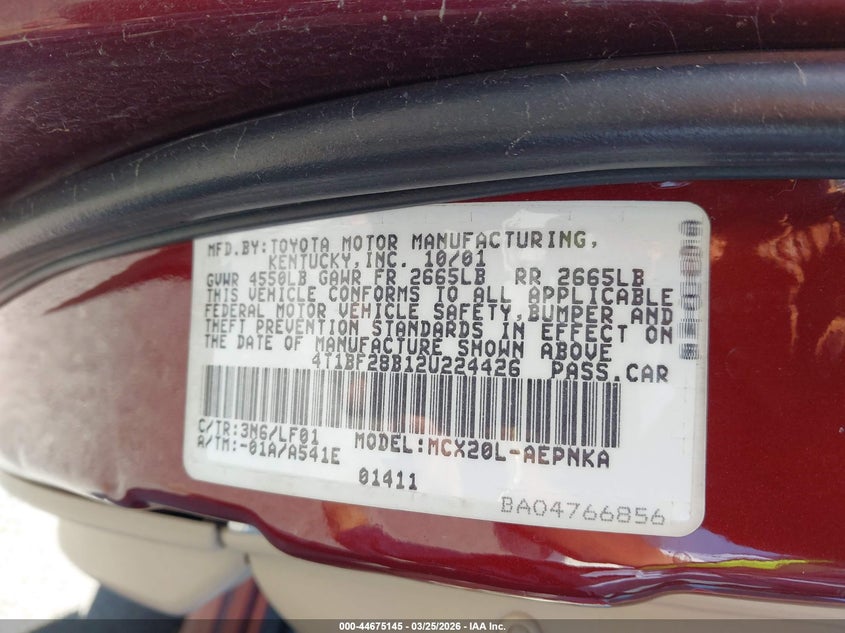 MFD.BY:TOYOTA MOTOR MANUFACTURING,
KENTUCKY,INC. 10/01
GVWR 4550LB GAWR FR 2665LB RR 2665LB
THIS VEHICLE CONFORMS TO ALL APPLICABLE
FEDERAL MOTOR VEHICLE SAFETY,BUMPER AND
THEFT PREVENTION STANDARDS IN EFFECT ON
THE DATE OF MANUFACTURE SHOWN ABOVE
4T1BF28B12U224426 PASS.CAR
C/TR:3N6/LF01 MODEL:MCX20L-AEPNKA
A/TM:-01A/A541E
01411
BA04766856
000-44675145 - 03/25/2026 - IAA Inc.